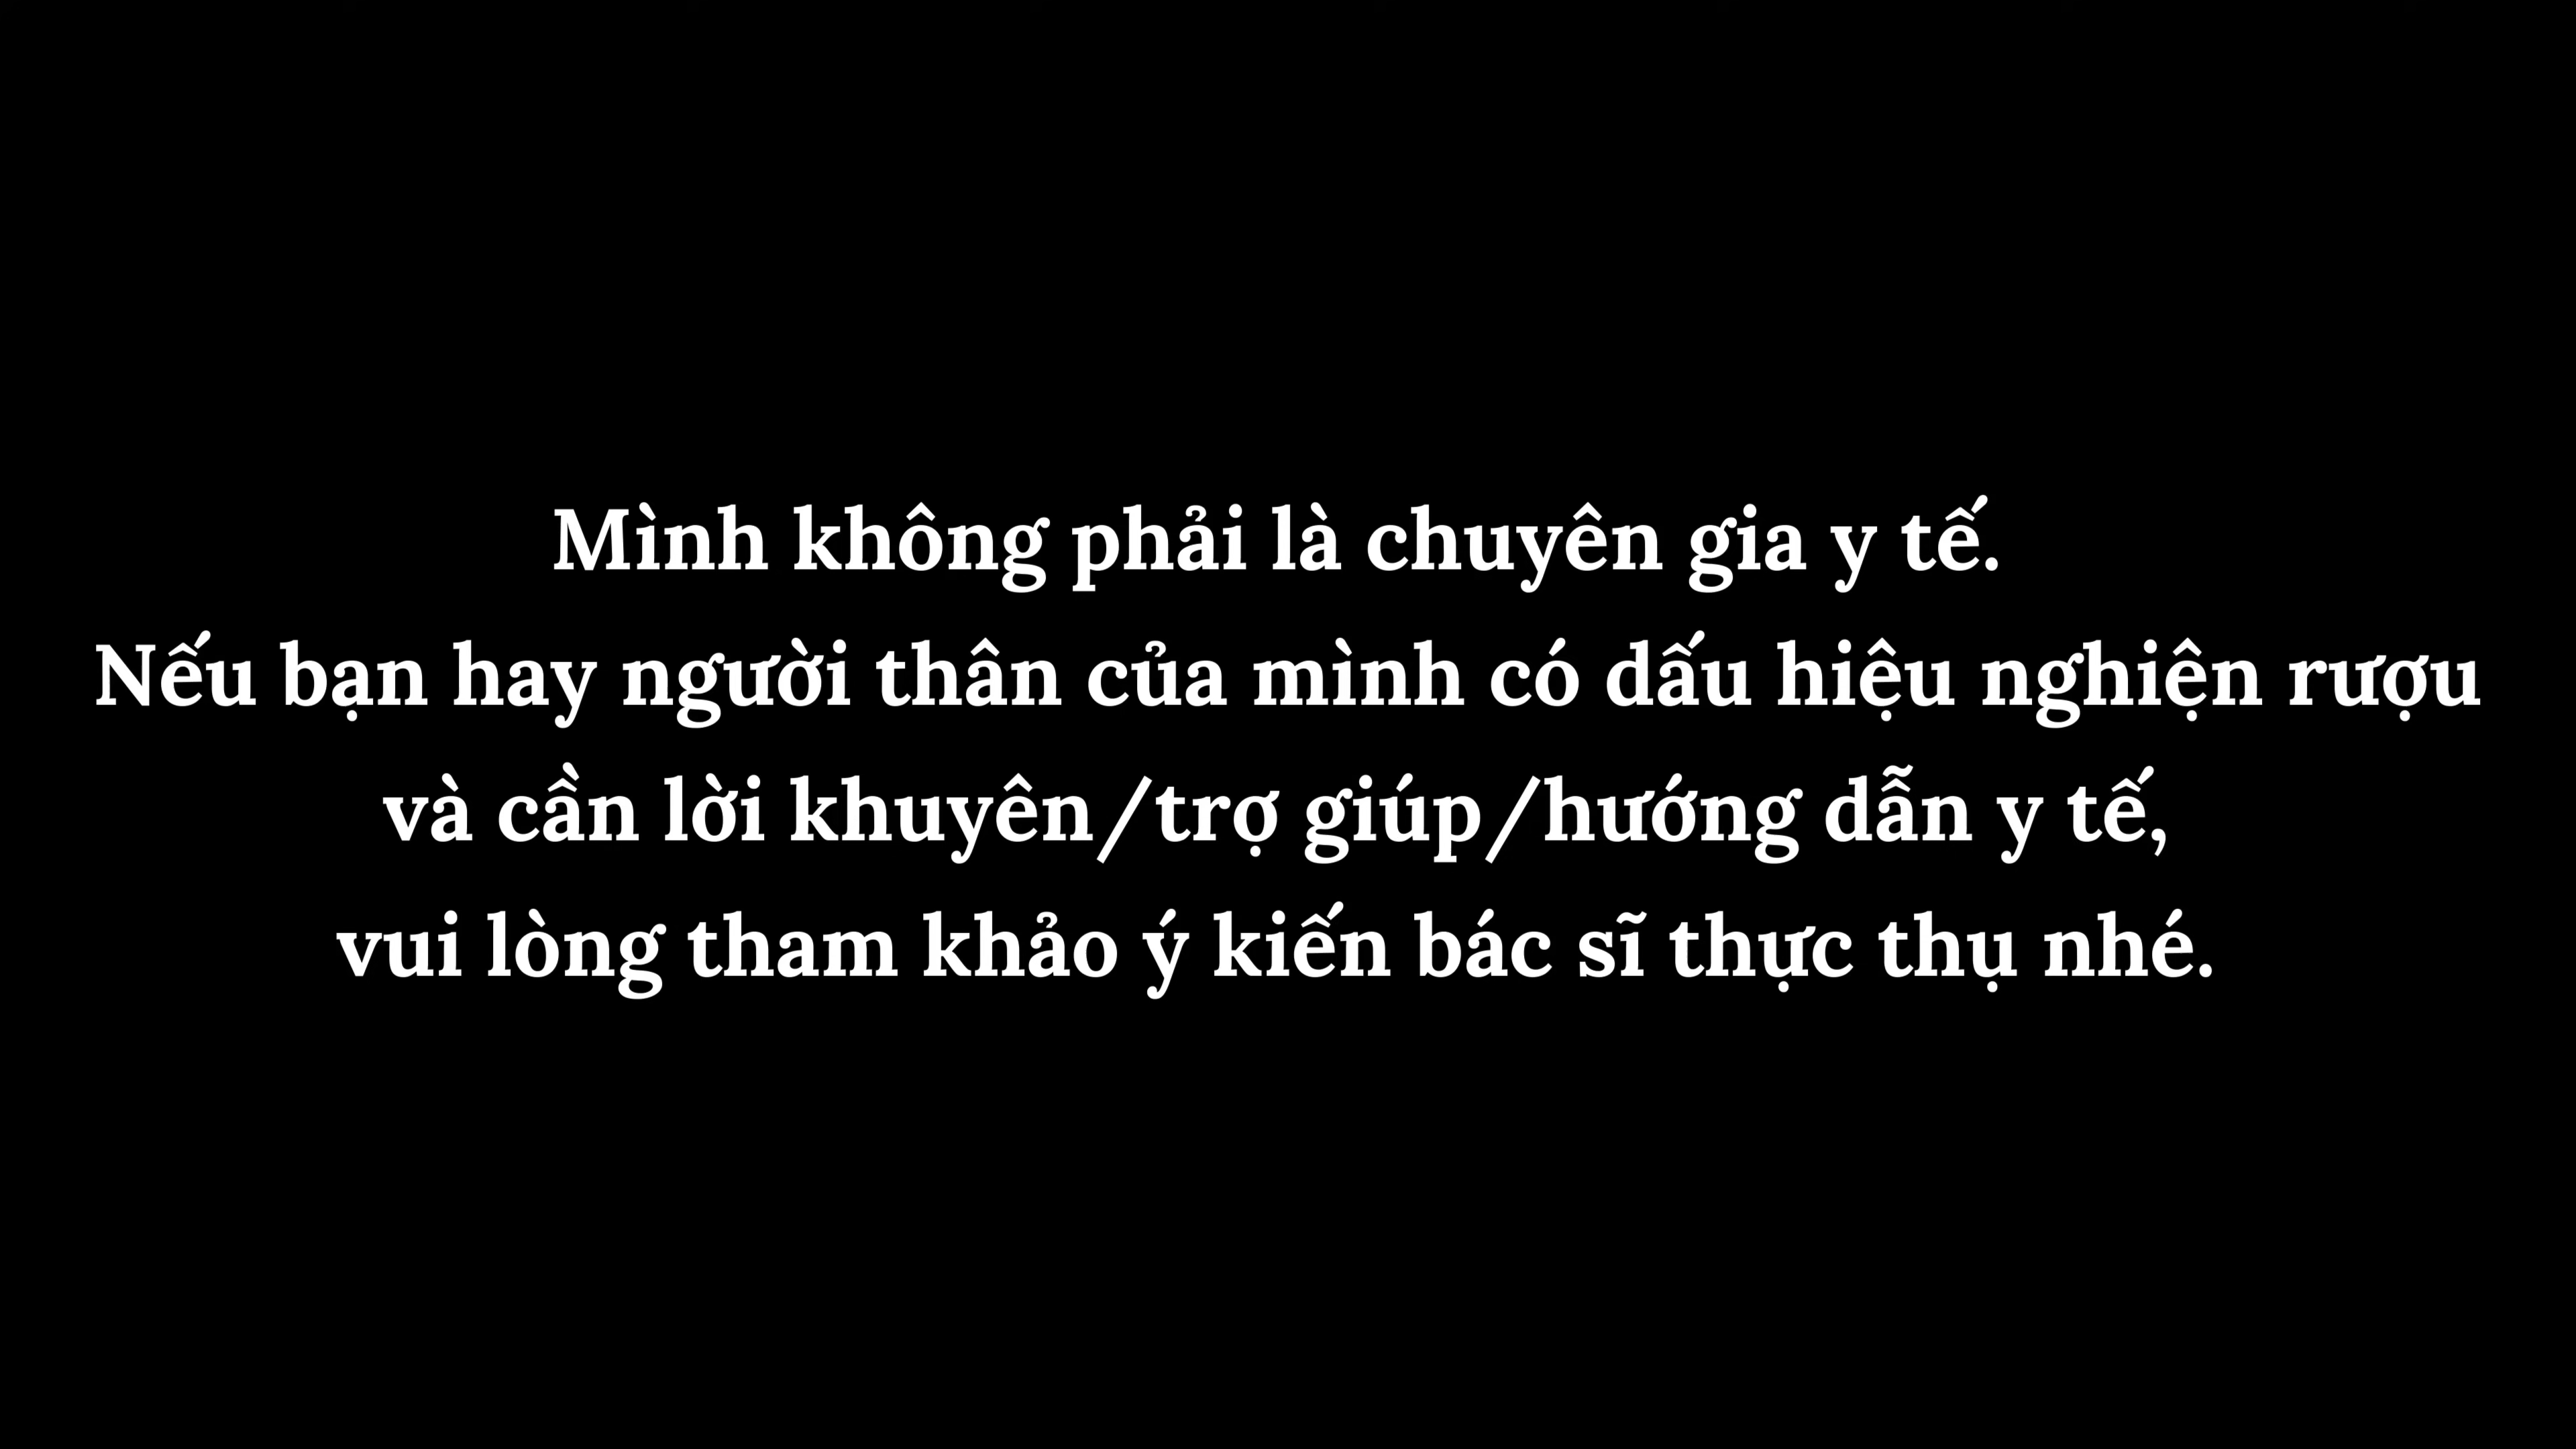 Mình không phải là chuyên gia y tế.
Nếu bạn hay người thân của mình có dấu hiệu nghiện rượu
và cần lời khuyên/trợ giúp/hướng dẫn y tế,
vui lòng tham khảo ý kiến bác sĩ thực thụ nhé.